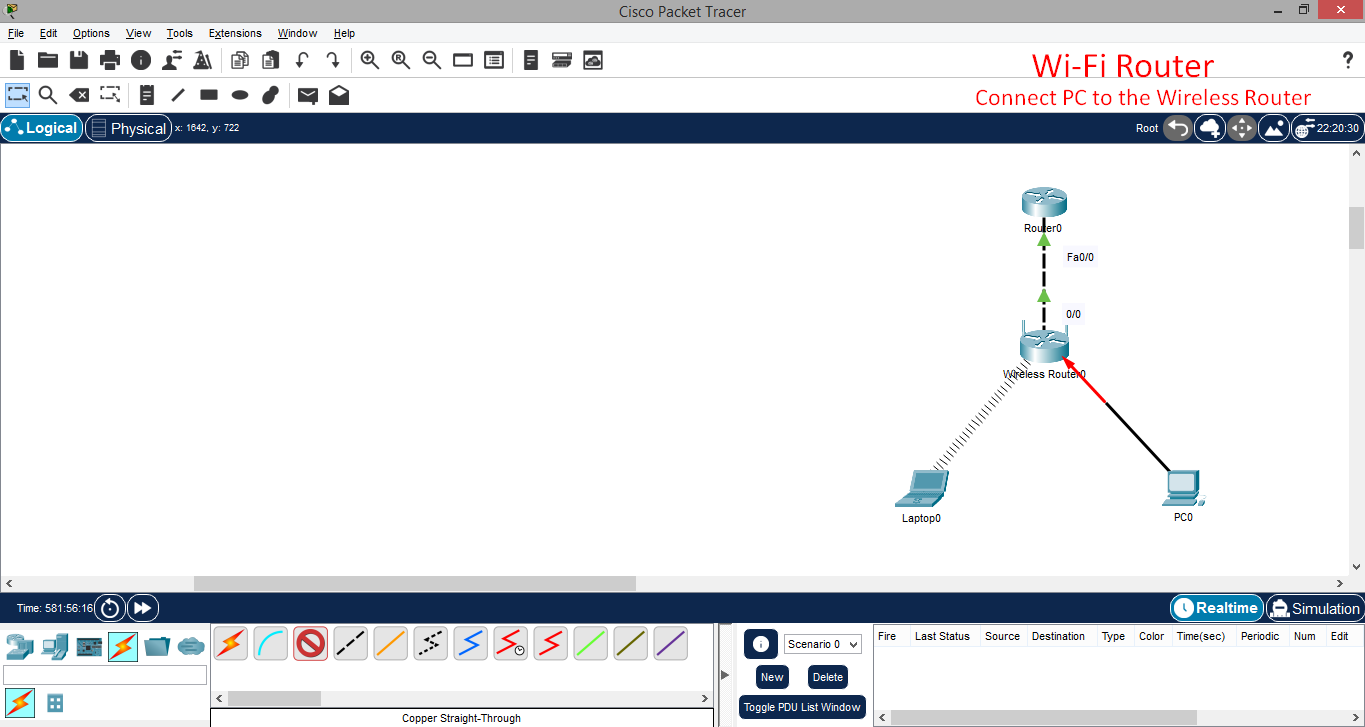 Cisco Packet Tracer
File Edit Options View Tools Extensions Window Help
Wi-Fi Router
Connect PC to the Wireless Router
Logical Physical x: 1642, y: 722 Root 22:20:30
Router0
Fa0/0
0/0
Wireless Router0
Laptop0
PC0
Time: 581:56:16 Realtime Simulation
Scenario 0
New Delete
Toggle PDU List Window
Fire Last Status Source Destination Type Color Time(sec) Periodic Num Edit
Copper Straight-Through